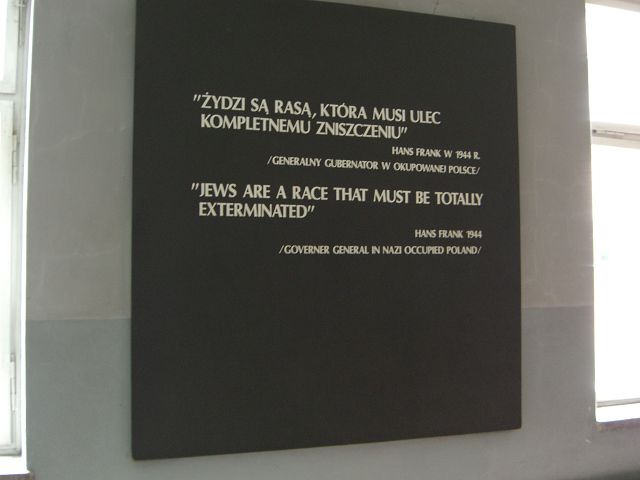 "ŻYDZI SĄ RASĄ, KTÓRA MUSI ULEC
KOMPLETNEMU ZNISZCZENIU"
HANS FRANK W 1944 R.
/GENERALNY GUBERNATOR W OKUPOWANEJ POLSCE/
"JEWS ARE A RACE THAT MUST BE TOTALLY
EXTERMINATED"
HANS FRANK 1944
/GOVERNER GENERAL IN NAZI OCCUPIED POLAND/